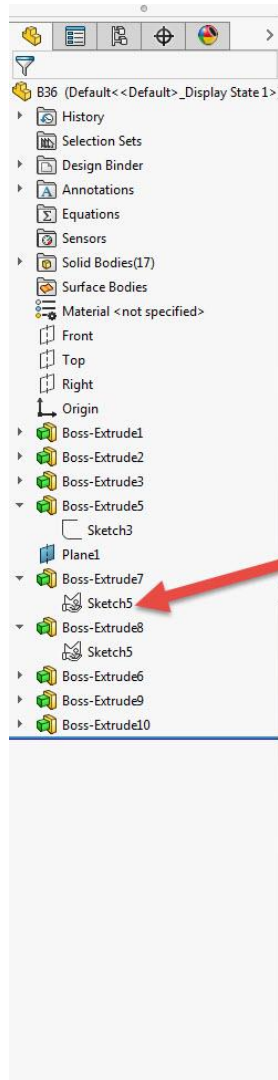 B36 (Default<<Default>_Display State 1>
History
Selection Sets
Design Binder
Annotations
Equations
Sensors
Solid Bodies(17)
Surface Bodies
Material <not specified>
Front
Top
Right
Origin
Boss-Extrude1
Boss-Extrude2
Boss-Extrude3
Boss-Extrude5
Sketch3
Plane1
Boss-Extrude7
Sketch5
Boss-Extrude8
Sketch5
Boss-Extrude6
Boss-Extrude9
Boss-Extrude10